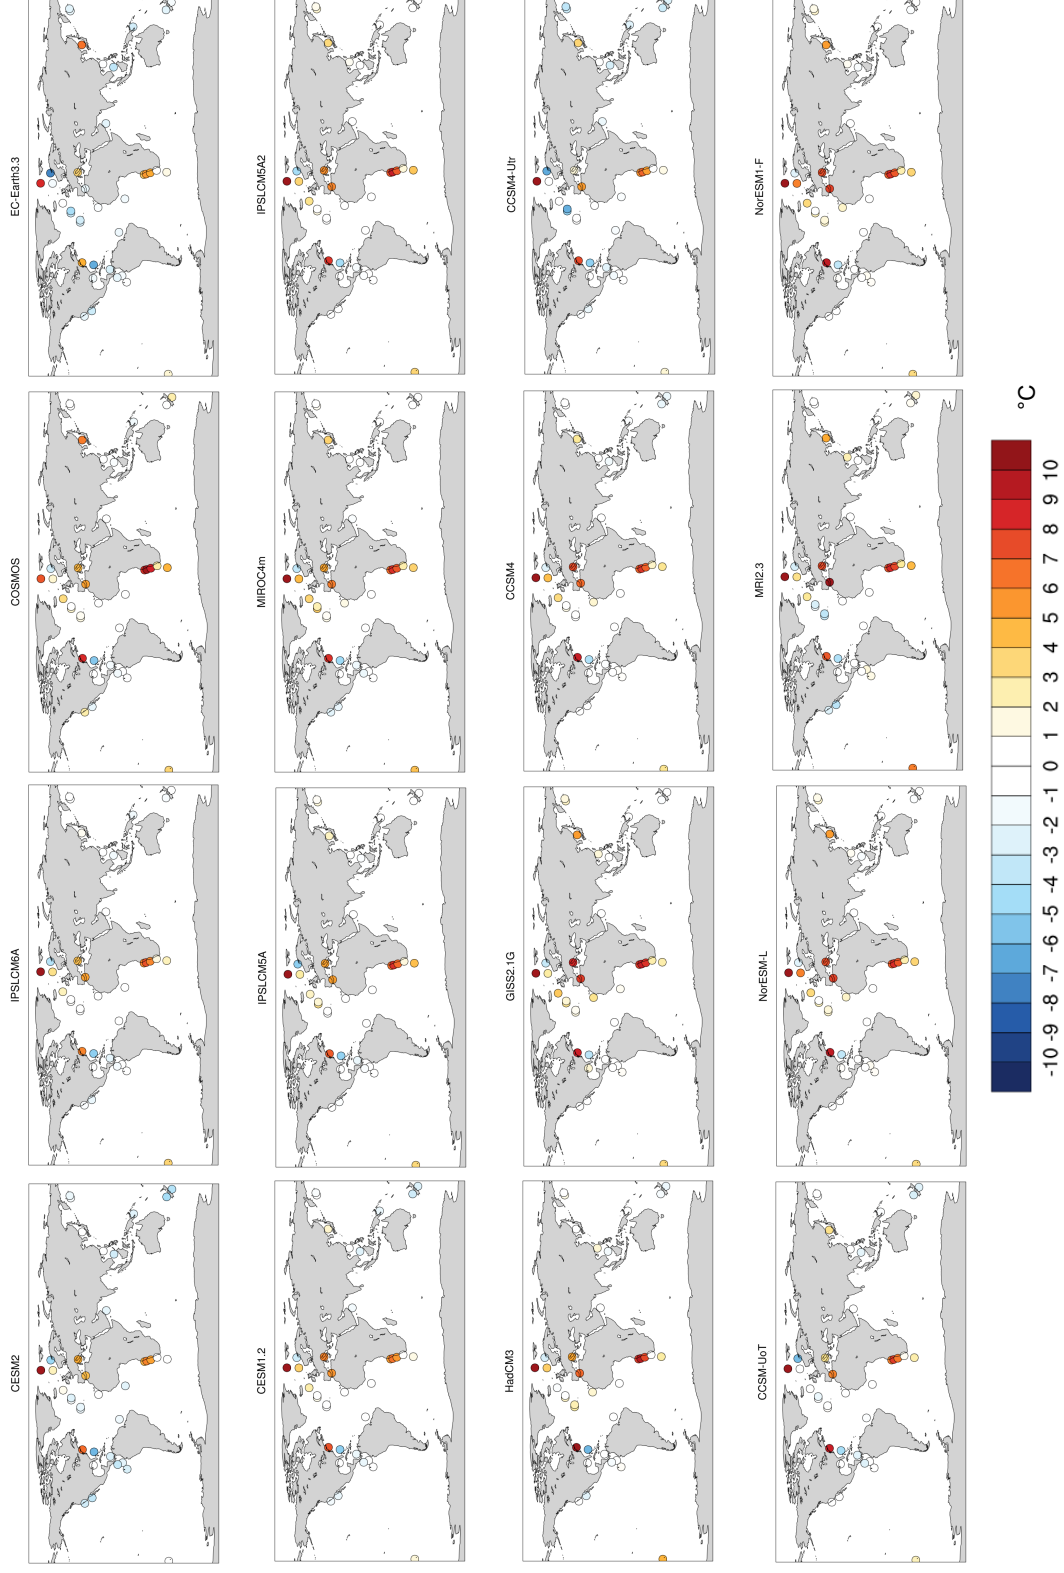 CESM2
IPSLCM6A
COSMOS
EC-Earth3.3
CESM1.2
IPSLCM5A
MIROC4m
IPSLCM5A2
HadCM3
GISS2.1G
CCSM4
CCSM4-Utr
CCSM-UoT
NorESM-L
MRI2.3
NorESM1-F
°C
-10 -9 -8 -7 -6 -5 -4 -3 -2 -1 0 1 2 3 4 5 6 7 8 9 10